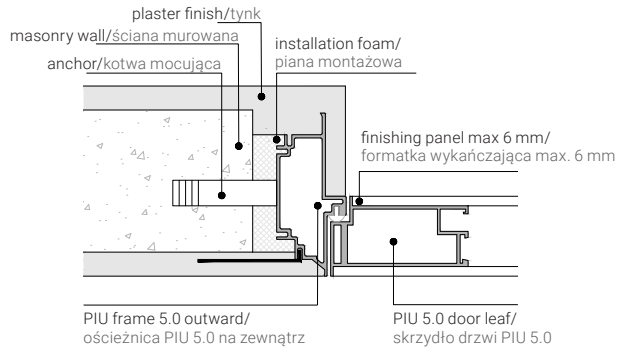 plaster finish/tynk
masonry wall/ściana murowana
anchor/kotwa mocująca
installation foam/
piana montażowa
finishing panel max 6 mm/
formatka wykańczająca max. 6 mm
PIU frame 5.0 outward/
ościeżnica PIU 5.0 na zewnątrz
PIU 5.0 door leaf/
skrzydło drzwi PIU 5.0